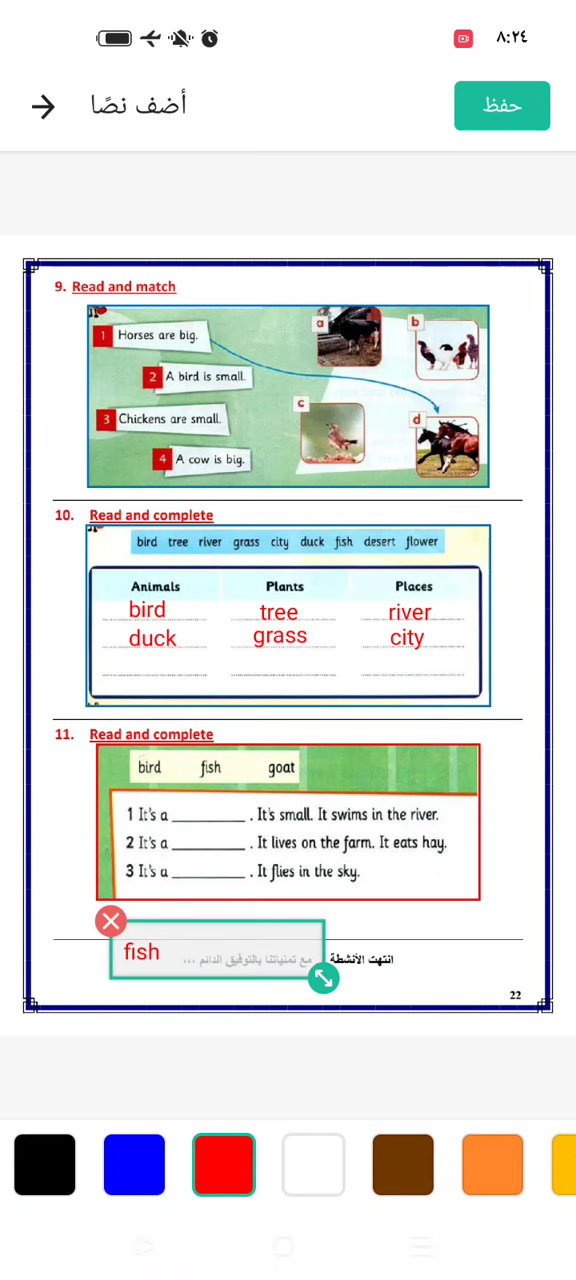 ٨:٢٤
أضف نصًا
حفظ
9. Read and match
1 Horses are big.
a
b
2 A bird is small.
c
3 Chickens are small.
d
4 A cow is big.
10. Read and complete
bird tree river grass city duck fish desert flower
Animals Plants Places
bird tree river
duck grass city
11. Read and complete
bird fish goat
1 It's a __________ . It's small. It swims in the river.
2 It's a __________ . It lives on the farm. It eats hay.
3 It's a __________ . It flies in the sky.
fish
انتهت الأنشطة مع تمنياتنا بالتوفيق الدائم ،،،
22